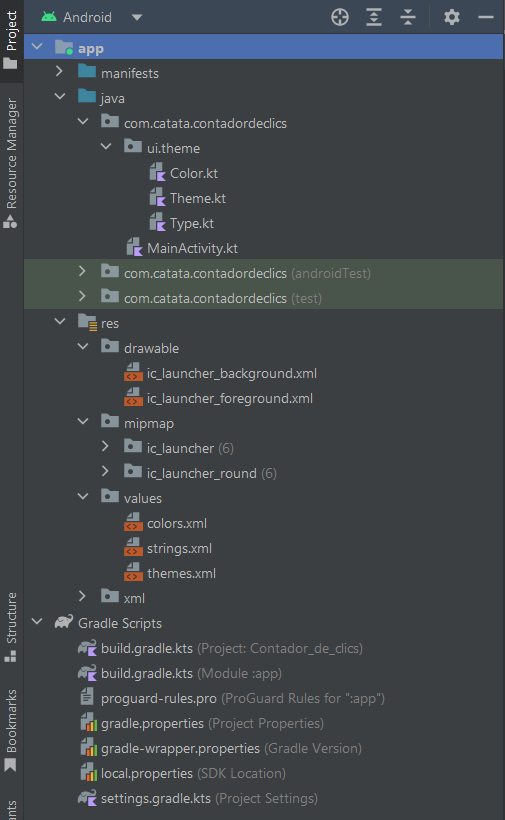 Project
Resource Manager
Structure
Bookmarks
Android
app
manifests
java
com.catata.contadordeclics
ui.theme
Color.kt
Theme.kt
Type.kt
MainActivity.kt
com.catata.contadordeclics (androidTest)
com.catata.contadordeclics (test)
res
drawable
ic_launcher_background.xml
ic_launcher_foreground.xml
mipmap
ic_launcher (6)
ic_launcher_round (6)
values
colors.xml
strings.xml
themes.xml
xml
Gradle Scripts
build.gradle.kts (Project: Contador_de_clics)
build.gradle.kts (Module :app)
proguard-rules.pro (ProGuard Rules for ":app")
gradle.properties (Project Properties)
gradle-wrapper.properties (Gradle Version)
local.properties (SDK Location)
settings.gradle.kts (Project Settings)